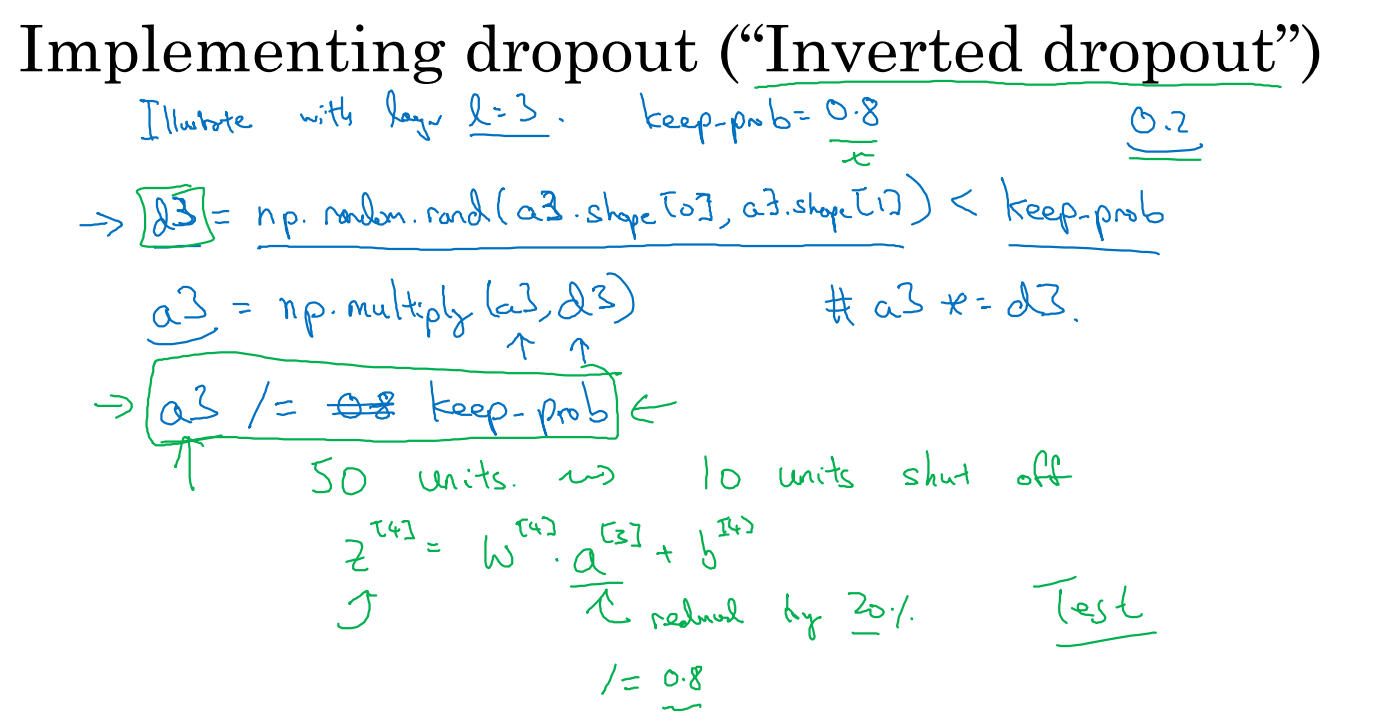 Implementing dropout (“Inverted dropout”)
Illustrate with layer l=3. keep-prob= 0.8 0.2
→ d3 = np.random.rand(a3.shape[0], a3.shape[1]) < keep-prob
a3 = np.multiply(a3, d3) # a3 *= d3.
→ a3 /= 0.8 keep-prob ←
50 units. ⇝ 10 units shut off
z^[4] = W^[4] · a^[3] + b^[4]
reduced by 20%. Test
/= 0.8